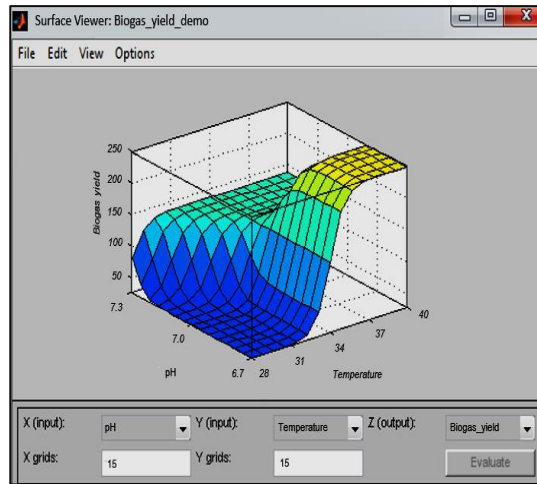 Surface Viewer: Biogas_yield_demo
File Edit View Options
250
200
150
100
50
Biogas yield
7.3
7.0
6.7
pH
28
31
34
37
40
Temperature
X (input): pH Y (input): Temperature Z (output): Biogas_yield
X grids: 15 Y grids: 15 Evaluate